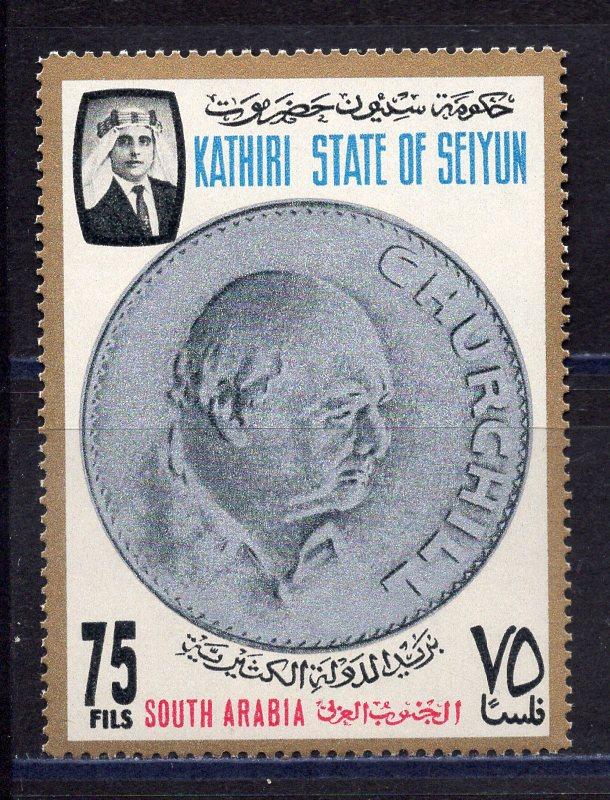 حكومة سيئون حضرموت
KATHIRI STATE OF SEIYUN
CHURCHILL
بريد الدولة الكثيرية
75 ٧٥
FILS SOUTH ARABIA الجنوب العربي فلسا